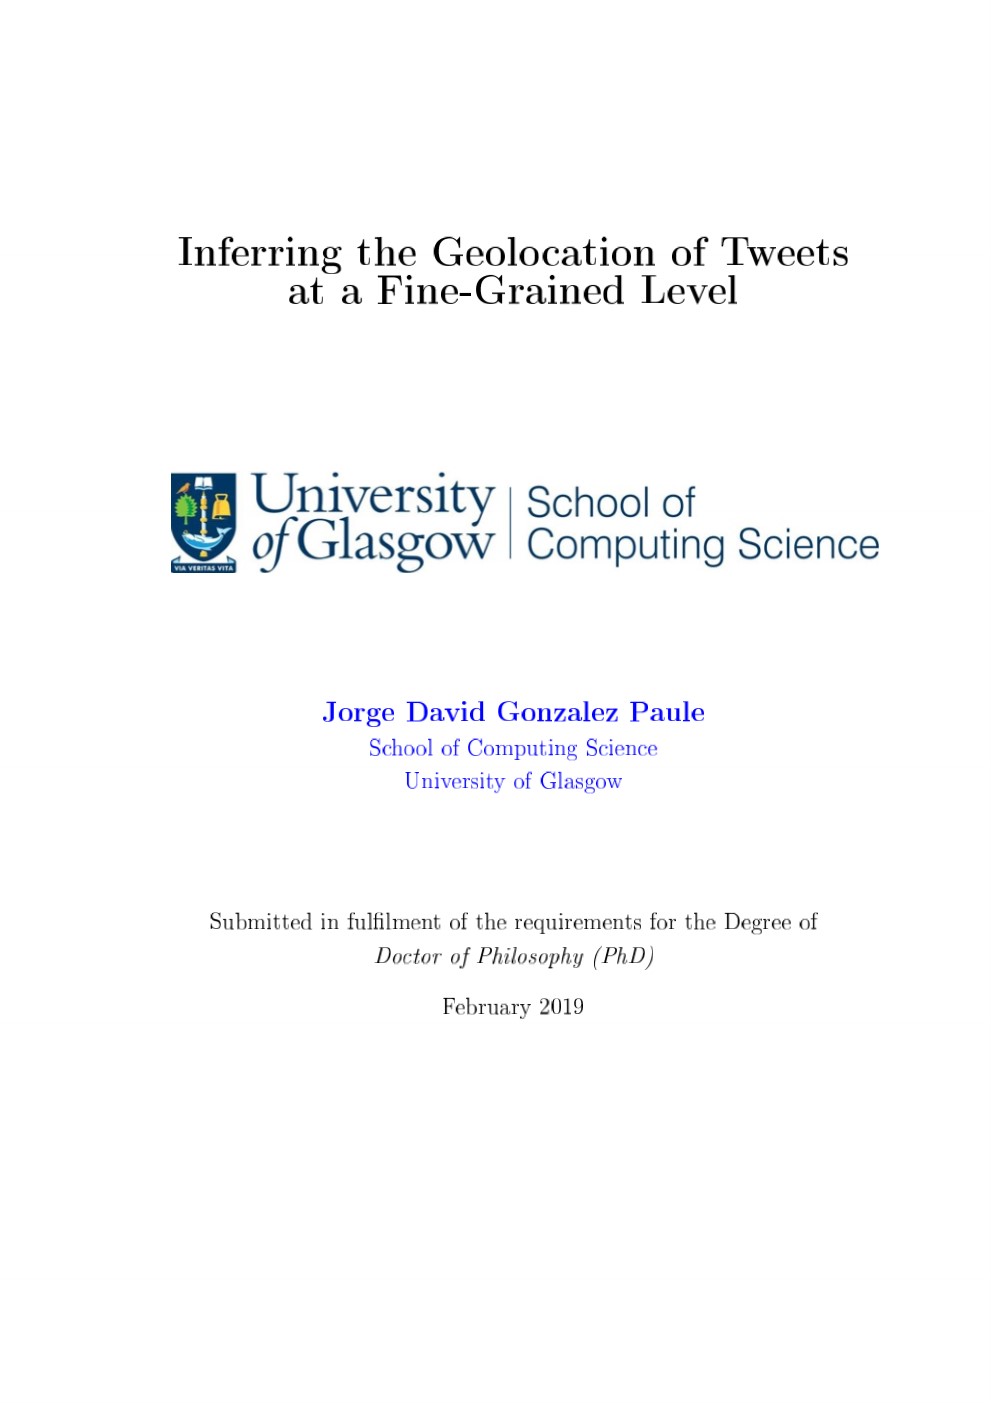 Inferring the Geolocation of Tweets
at a Fine-Grained Level
University
of Glasgow
School of
Computing Science
VIA VERITAS VITA
Jorge David Gonzalez Paule
School of Computing Science
University of Glasgow
Submitted in fulfilment of the requirements for the Degree of
Doctor of Philosophy (PhD)
February 2019